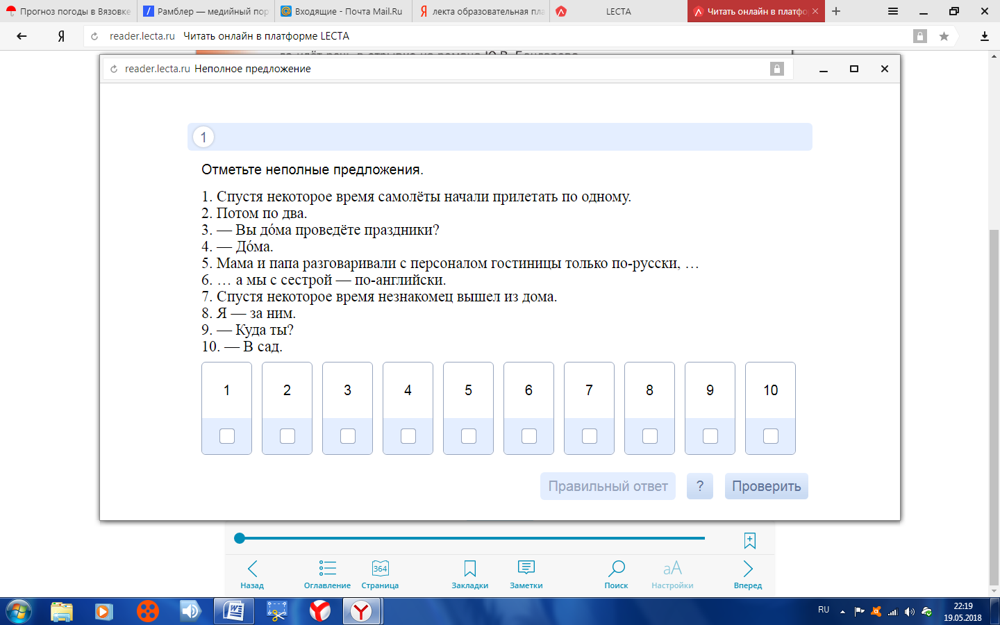 Прогноз погоды в Вязовке
Рамблер — медийный пор
Входящие - Почта Mail.Ru
лекта образовательная пла
LECTA
Читать онлайн в платфо
reader.lecta.ru Читать онлайн в платформе LECTA
reader.lecta.ru Неполное предложение
1
Отметьте неполные предложения.
1. Спустя некоторое время самолёты начали прилетать по одному.
2. Потом по два.
3. — Вы до́ма проведёте праздники?
4. — До́ма.
5. Мама и папа разговаривали с персоналом гостиницы только по-русски, …
6. … а мы с сестрой — по-английски.
7. Спустя некоторое время незнакомец вышел из дома.
8. Я — за ним.
9. — Куда ты?
10. — В сад.
1 2 3 4 5 6 7 8 9 10
Правильный ответ ? Проверить
364 аА
Назад Оглавление Страница Закладки Заметки Поиск Настройки Вперед
RU 22:19
19.05.2018